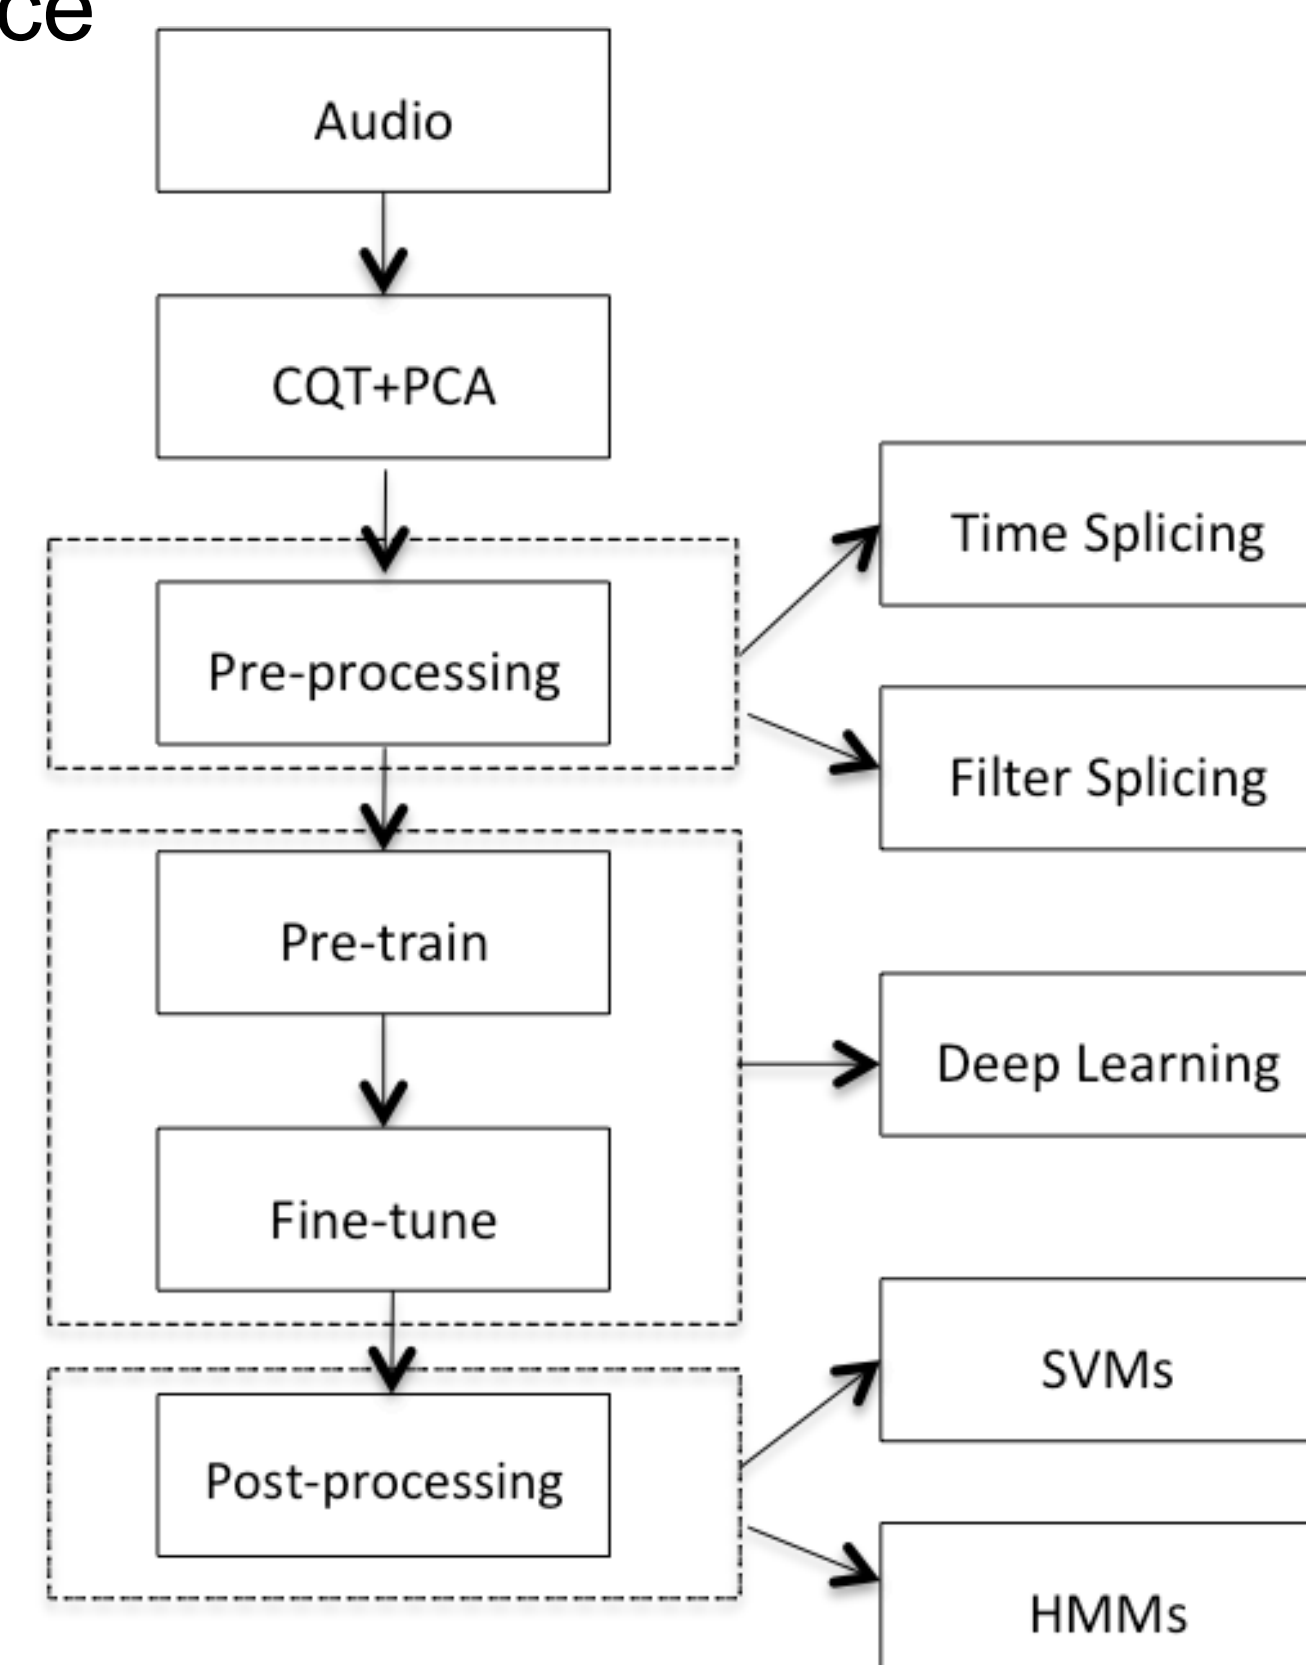 ce
Audio
CQT+PCA
Pre-processing
Time Splicing
Filter Splicing
Pre-train
Fine-tune
Deep Learning
Post-processing
SVMs
HMMs